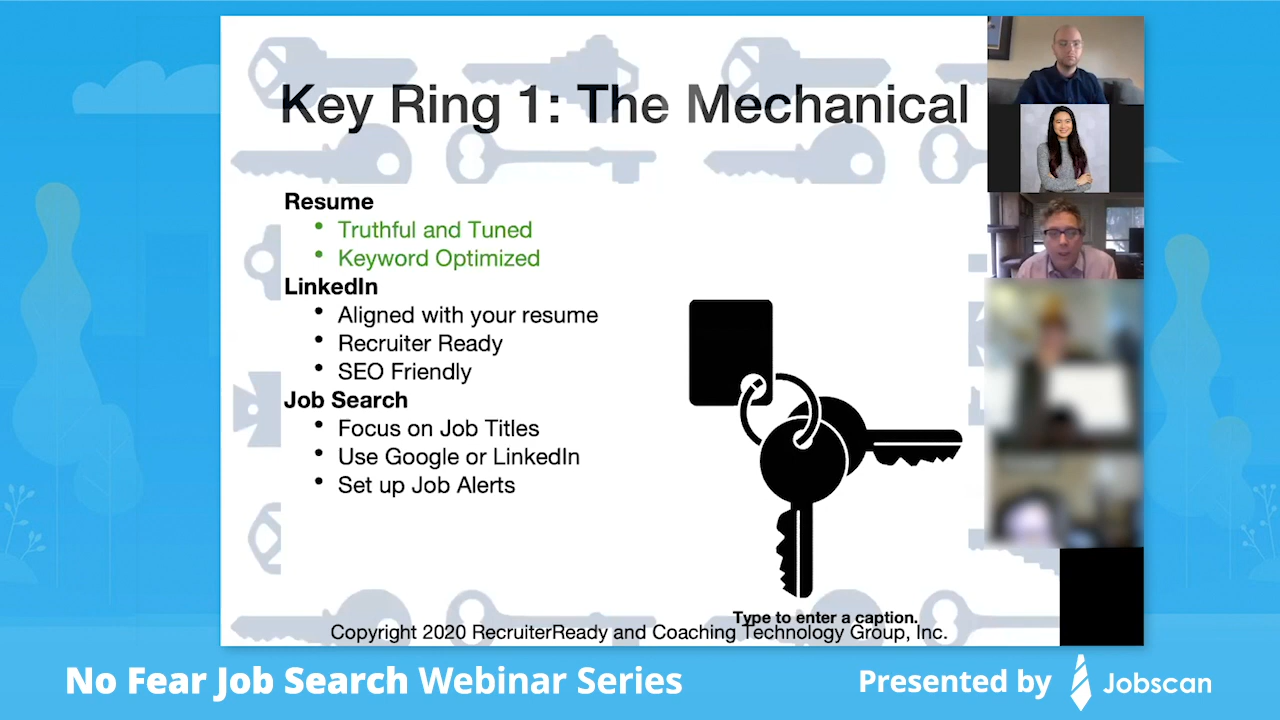 Key Ring 1: The Mechanical
Resume
• Truthful and Tuned
• Keyword Optimized
LinkedIn
• Aligned with your resume
• Recruiter Ready
• SEO Friendly
Job Search
• Focus on Job Titles
• Use Google or LinkedIn
• Set up Job Alerts
Type to enter a caption.
Copyright 2020 RecruiterReady and Coaching Technology Group, Inc.
No Fear Job Search Webinar Series
Presented by Jobscan